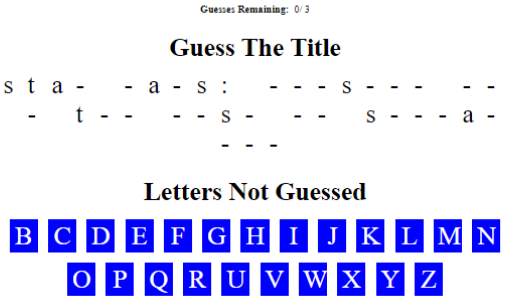 Guesses Remaining: 0/ 3
Guess The Title
s t a - - a - s : - - - s - - - - -
- t - - - - s - - - s - - - a -
- - -
Letters Not Guessed
B C D E F G H I J K L M N
O P Q R U V W X Y Z